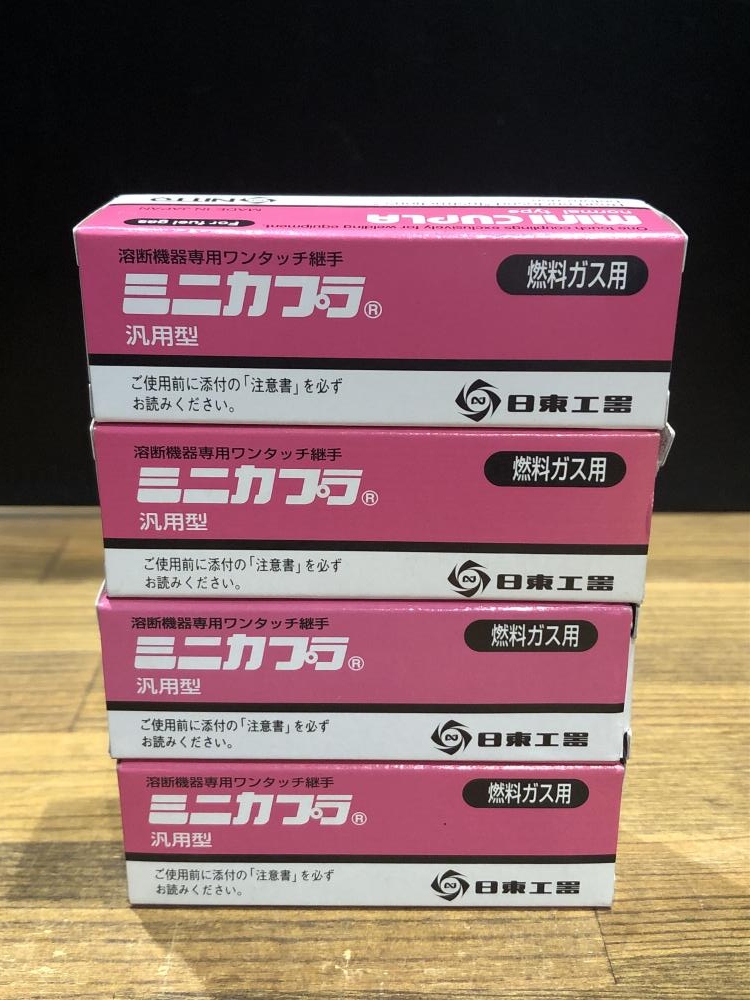 NITTO
MADE IN JAPAN
mini CUPLA
normal type
For fuel gas
One touch couplings exclusively for welding equipment
溶断機器専用ワンタッチ継手
ミニカプラ®
汎用型
燃料ガス用
ご使用前に添付の「注意書」を必ず
お読みください。
日東工器
溶断機器専用ワンタッチ継手
ミニカプラ®
汎用型
燃料ガス用
ご使用前に添付の「注意書」を必ず
お読みください。
日東工器
溶断機器専用ワンタッチ継手
ミニカプラ®
汎用型
燃料ガス用
ご使用前に添付の「注意書」を必ず
お読みください。
日東工器
溶断機器専用ワンタッチ継手
ミニカプラ®
汎用型
燃料ガス用
ご使用前に添付の「注意書」を必ず
お読みください。
日東工器